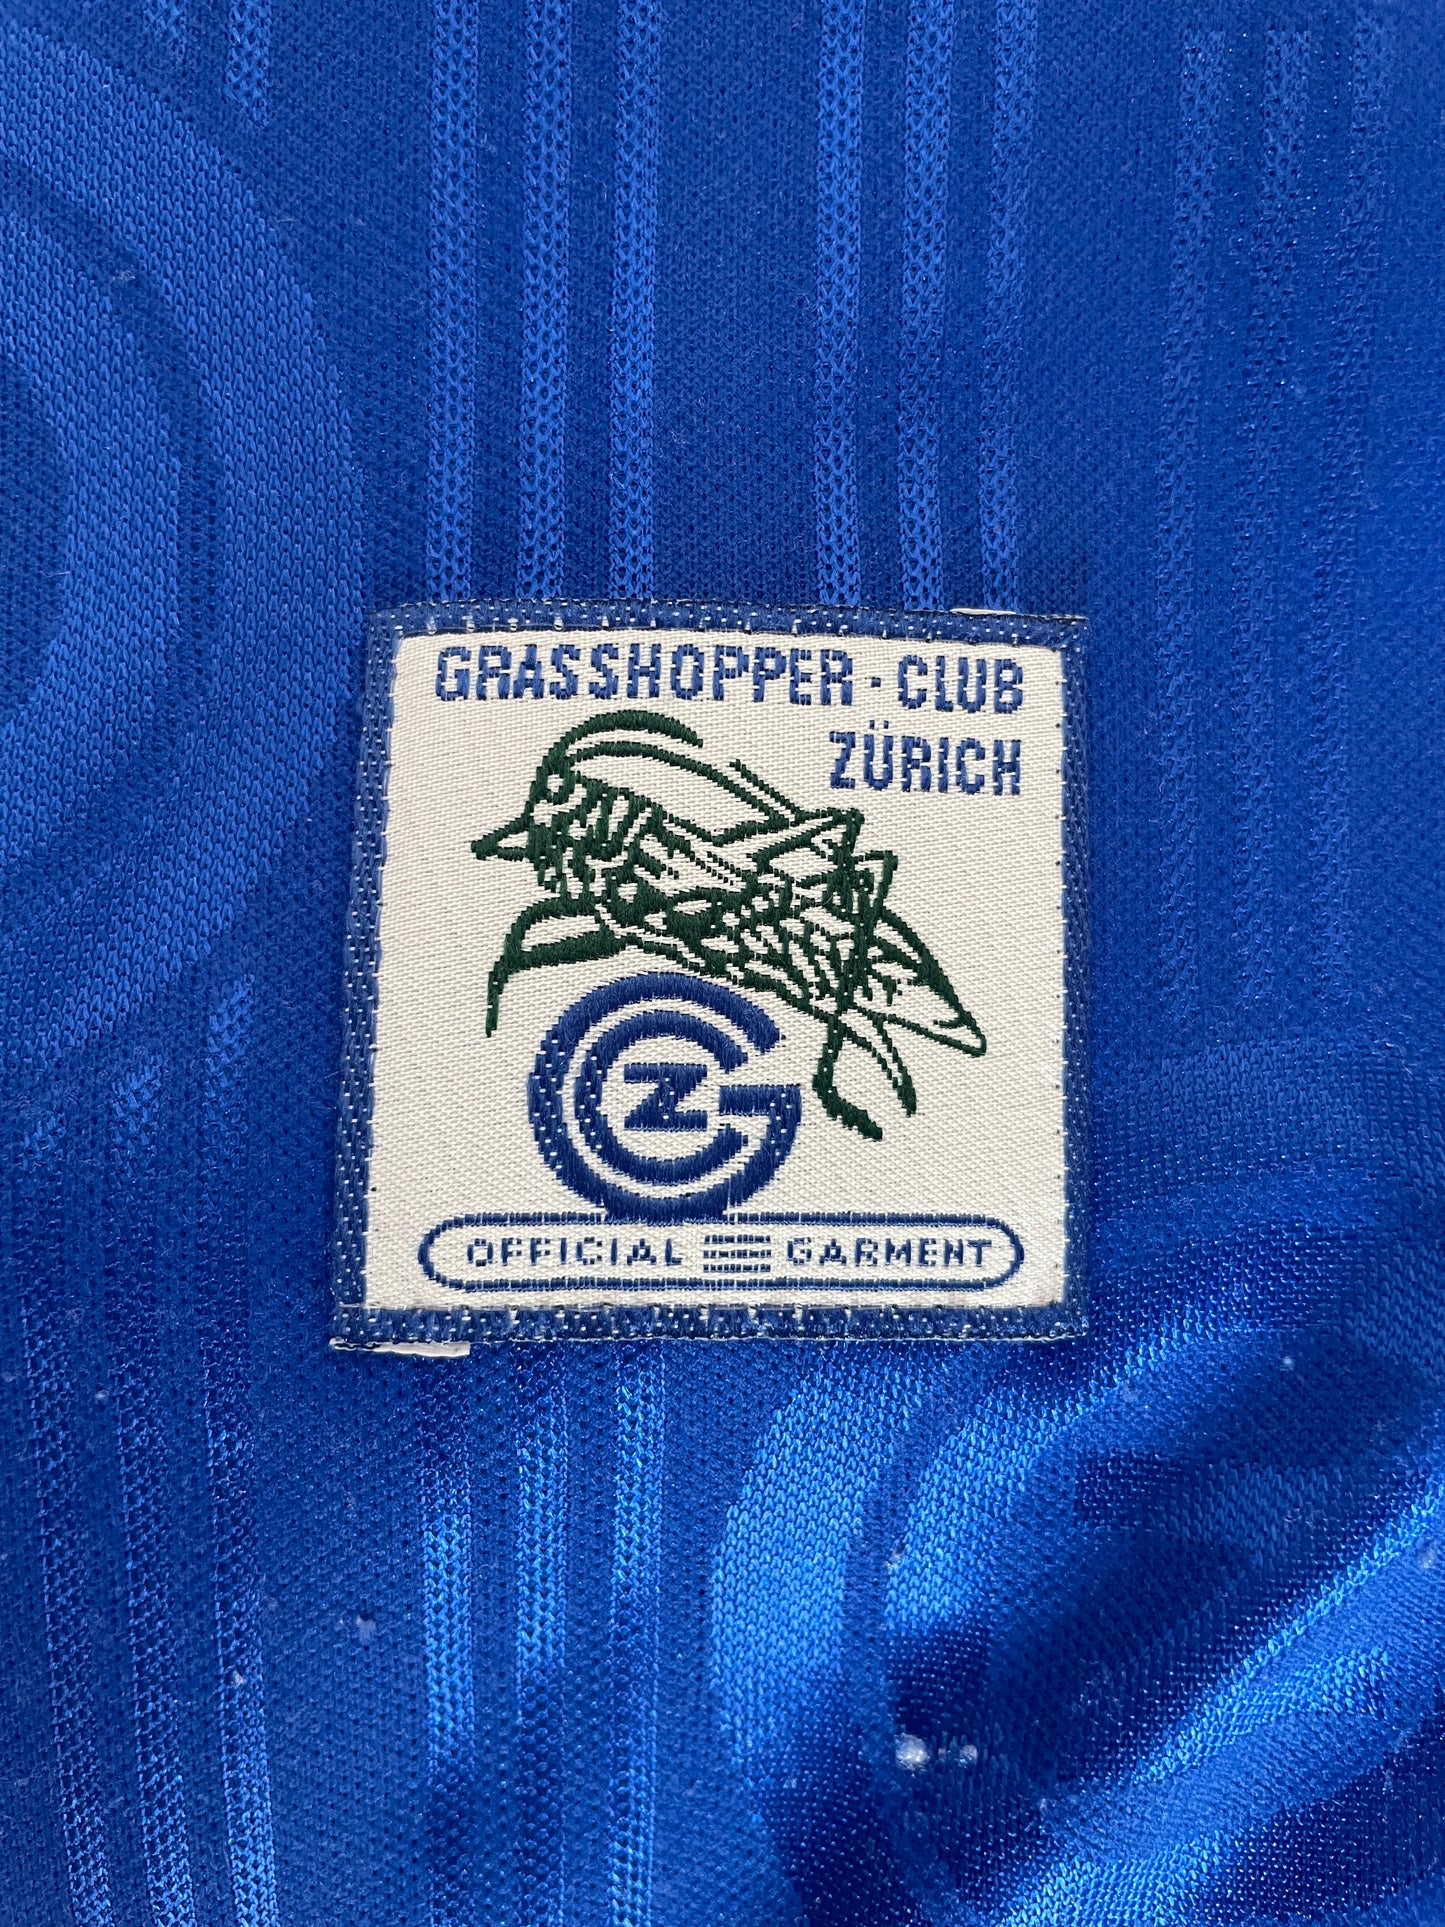 GRASSHOPPER · CLUB
ZÜRICH
GCZ
OFFICIAL GARMENT